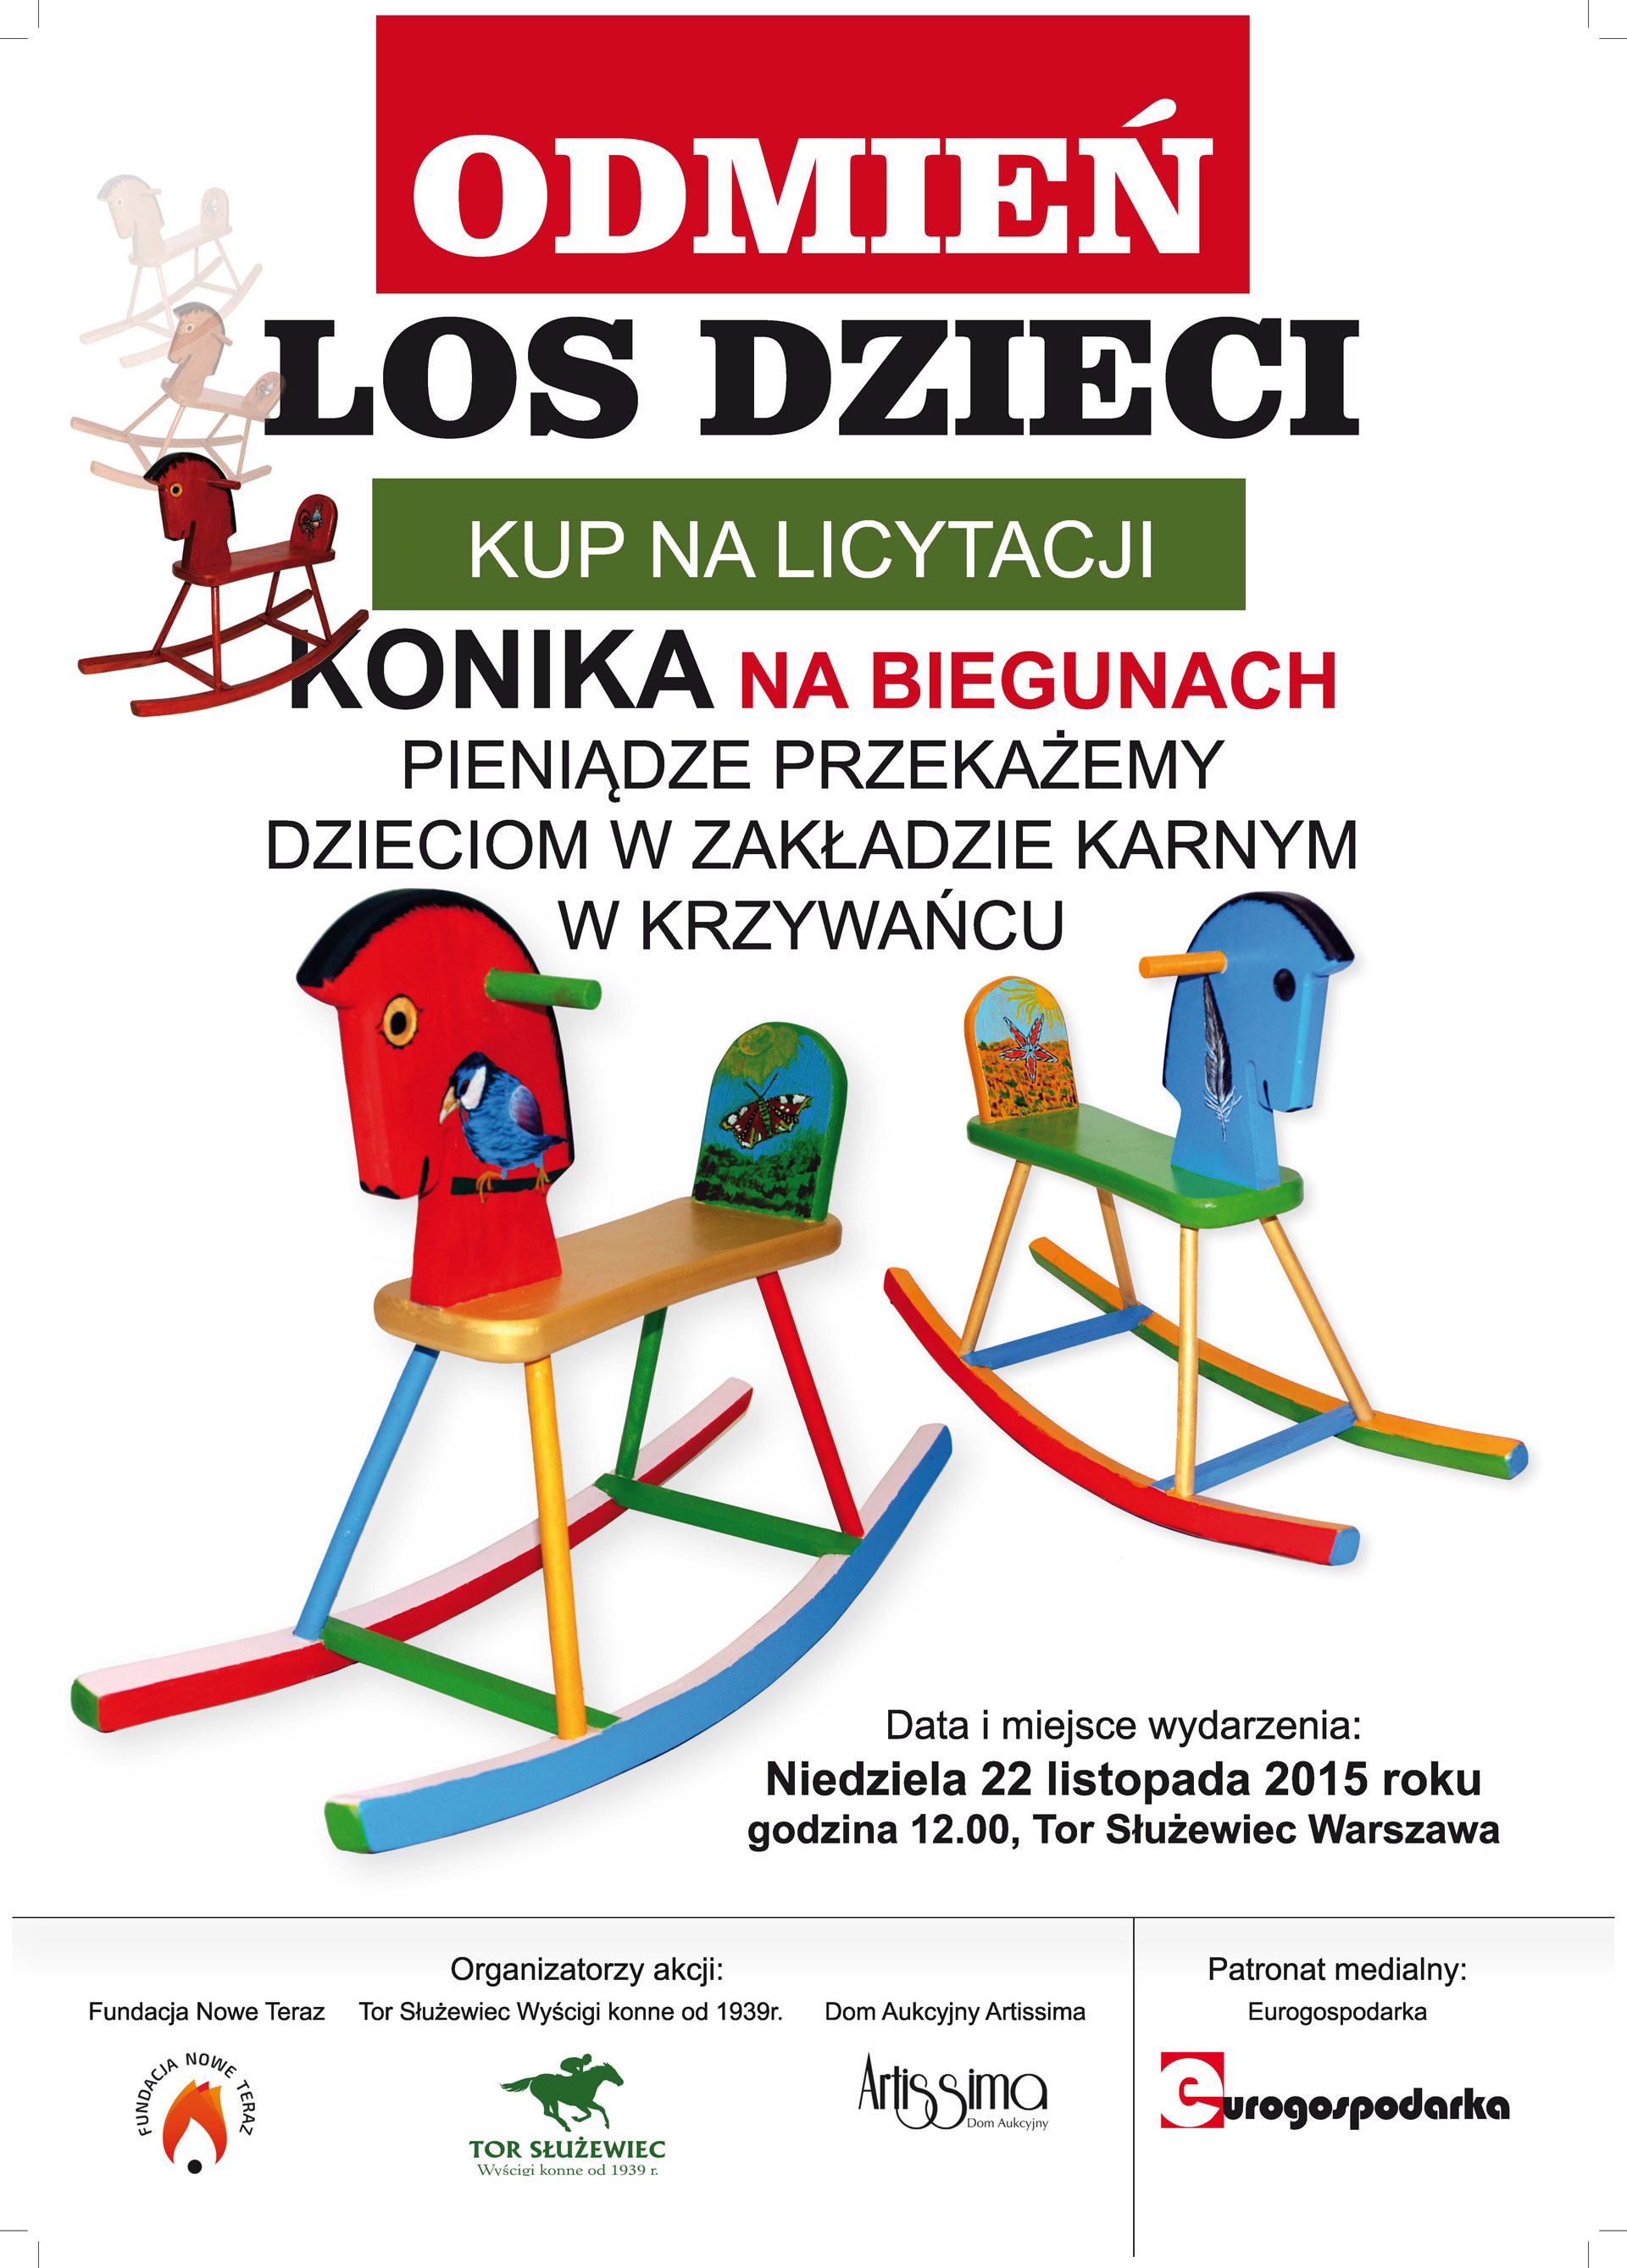 ODMIEŃ
LOS DZIECI
KUP NA LICYTACJI
KONIKA NA BIEGUNACH
PIENIĄDZE PRZEKAŻEMY
DZIECIOM W ZAKŁADZIE KARNYM
W KRZYWAŃCU
Data i miejsce wydarzenia:
Niedziela 22 listopada 2015 roku
godzina 12.00, Tor Służewiec Warszawa
Organizatorzy akcji:
Fundacja Nowe Teraz
Tor Służewiec Wyścigi konne od 1939r.
Dom Aukcyjny Artissima
FUNDACJA NOWE TERAZ
TOR SŁUŻEWIEC
Wyścigi konne od 1939 r.
Artissima
Dom Aukcyjny
Patronat medialny:
Eurogospodarka
eurogospodarka